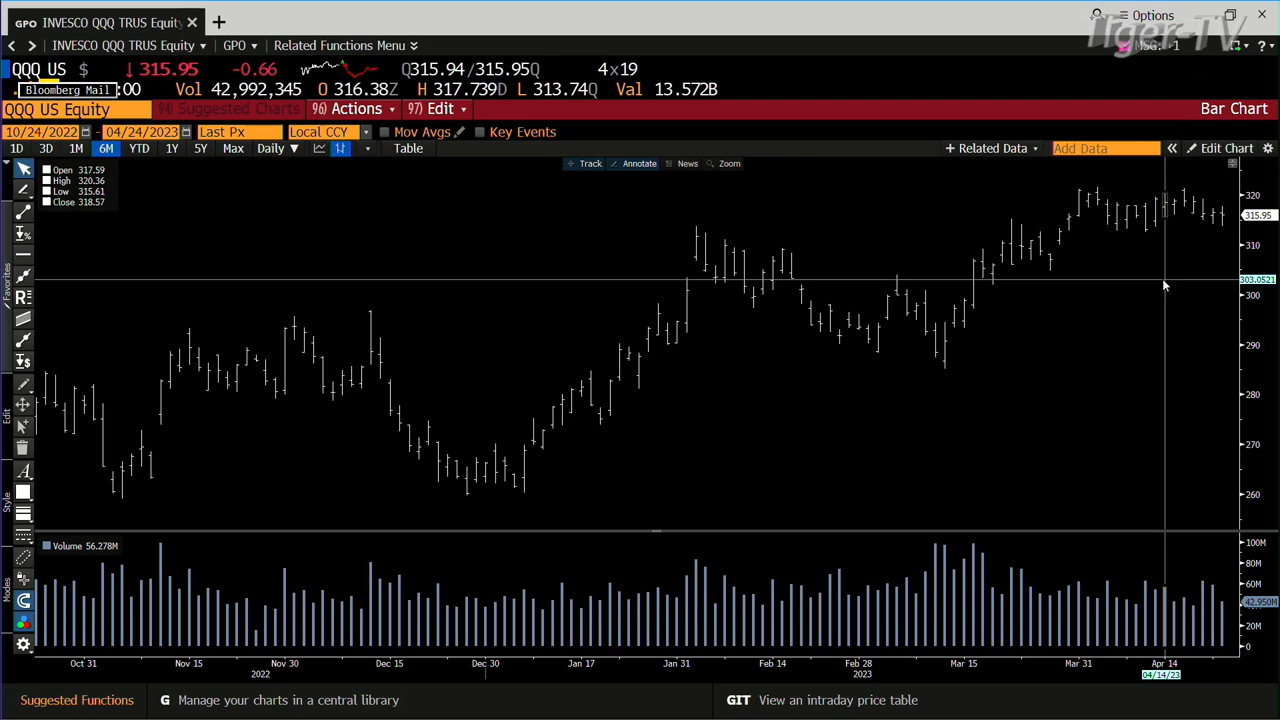 GPO INVESCO QQQ TRUS Equity × +
Options
Tiger-TV
< > INVESCO QQQ TRUS Equity ▾ GPO ▾ Related Functions Menu
MSG: +1
? ▾
QQQ US $ ↓315.95 -0.66 Q315.94/315.95Q 4x19
Bloomberg Mail :00 Vol 42,992,345 O 316.38Z H 317.739D L 313.74Q Val 13.572B
QQQ US Equity 94) Suggested Charts 96) Actions ▾ 97) Edit ▾ Bar Chart
10/24/2022 - 04/24/2023 Last Px Local CCY Mov Avgs Key Events
1D 3D 1M 6M YTD 1Y 5Y Max Daily ▼ Table + Related Data ▾ Add Data « Edit Chart
Track Annotate News Zoom
Open 317.59
High 320.36
Low 315.61
Close 318.57
320
315.95
310
303.0521
300
290
280
270
260
Favorites
Edit
Style
Modes
Volume 56.278M
100M
80M
60M
42.950M
20M
0
Oct 31 Nov 15 Nov 30 Dec 15 Dec 30 Jan 17 Jan 31 Feb 14 Feb 28 Mar 15 Mar 31 Apr 14
2022 2023 04/14/23
Suggested Functions G Manage your charts in a central library GIT View an intraday price table